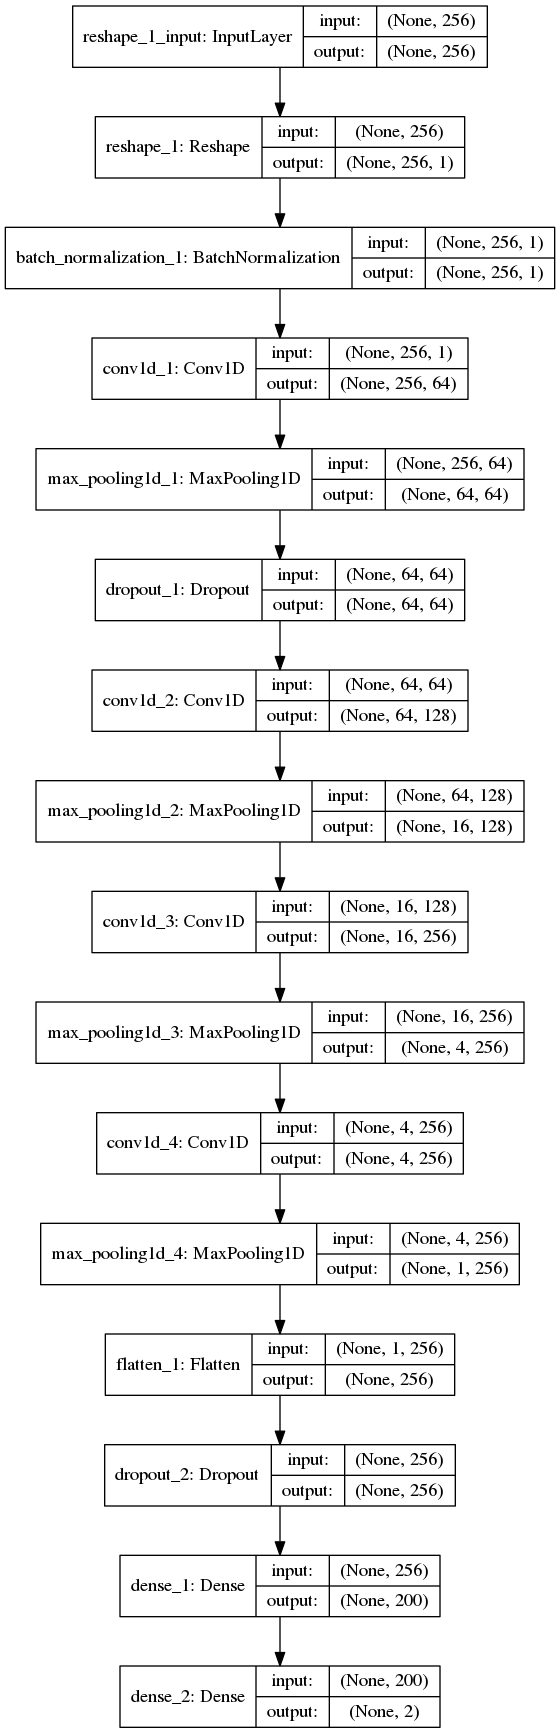 reshape_1_input: InputLayer
input: (None, 256)
output: (None, 256)
reshape_1: Reshape
input: (None, 256)
output: (None, 256, 1)
batch_normalization_1: BatchNormalization
input: (None, 256, 1)
output: (None, 256, 1)
conv1d_1: Conv1D
input: (None, 256, 1)
output: (None, 256, 64)
max_pooling1d_1: MaxPooling1D
input: (None, 256, 64)
output: (None, 64, 64)
dropout_1: Dropout
input: (None, 64, 64)
output: (None, 64, 64)
conv1d_2: Conv1D
input: (None, 64, 64)
output: (None, 64, 128)
max_pooling1d_2: MaxPooling1D
input: (None, 64, 128)
output: (None, 16, 128)
conv1d_3: Conv1D
input: (None, 16, 128)
output: (None, 16, 256)
max_pooling1d_3: MaxPooling1D
input: (None, 16, 256)
output: (None, 4, 256)
conv1d_4: Conv1D
input: (None, 4, 256)
output: (None, 4, 256)
max_pooling1d_4: MaxPooling1D
input: (None, 4, 256)
output: (None, 1, 256)
flatten_1: Flatten
input: (None, 1, 256)
output: (None, 256)
dropout_2: Dropout
input: (None, 256)
output: (None, 256)
dense_1: Dense
input: (None, 256)
output: (None, 200)
dense_2: Dense
input: (None, 200)
output: (None, 2)